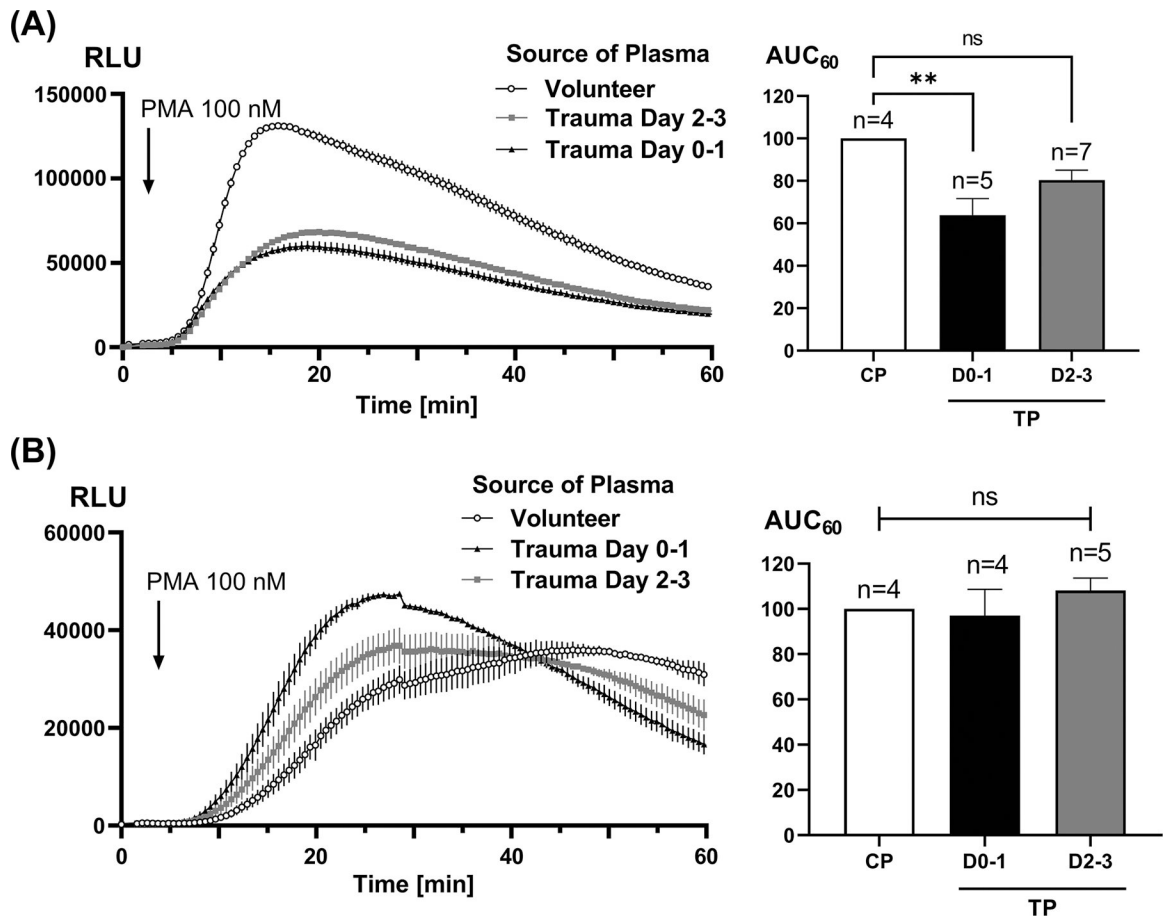 (A)
RLU
Source of Plasma
Volunteer
Trauma Day 2-3
Trauma Day 0-1
PMA 100 nM
150000
100000
50000
0
0 20 40 60
Time [min]
AUC60
ns
**
n=4
n=5
n=7
120
100
80
60
40
20
0
CP D0-1 D2-3
TP
(B)
RLU
Source of Plasma
Volunteer
Trauma Day 0-1
Trauma Day 2-3
PMA 100 nM
60000
40000
20000
0
0 20 40 60
Time [min]
AUC60
ns
n=4
n=4
n=5
120
100
80
60
40
20
0
CP D0-1 D2-3
TP